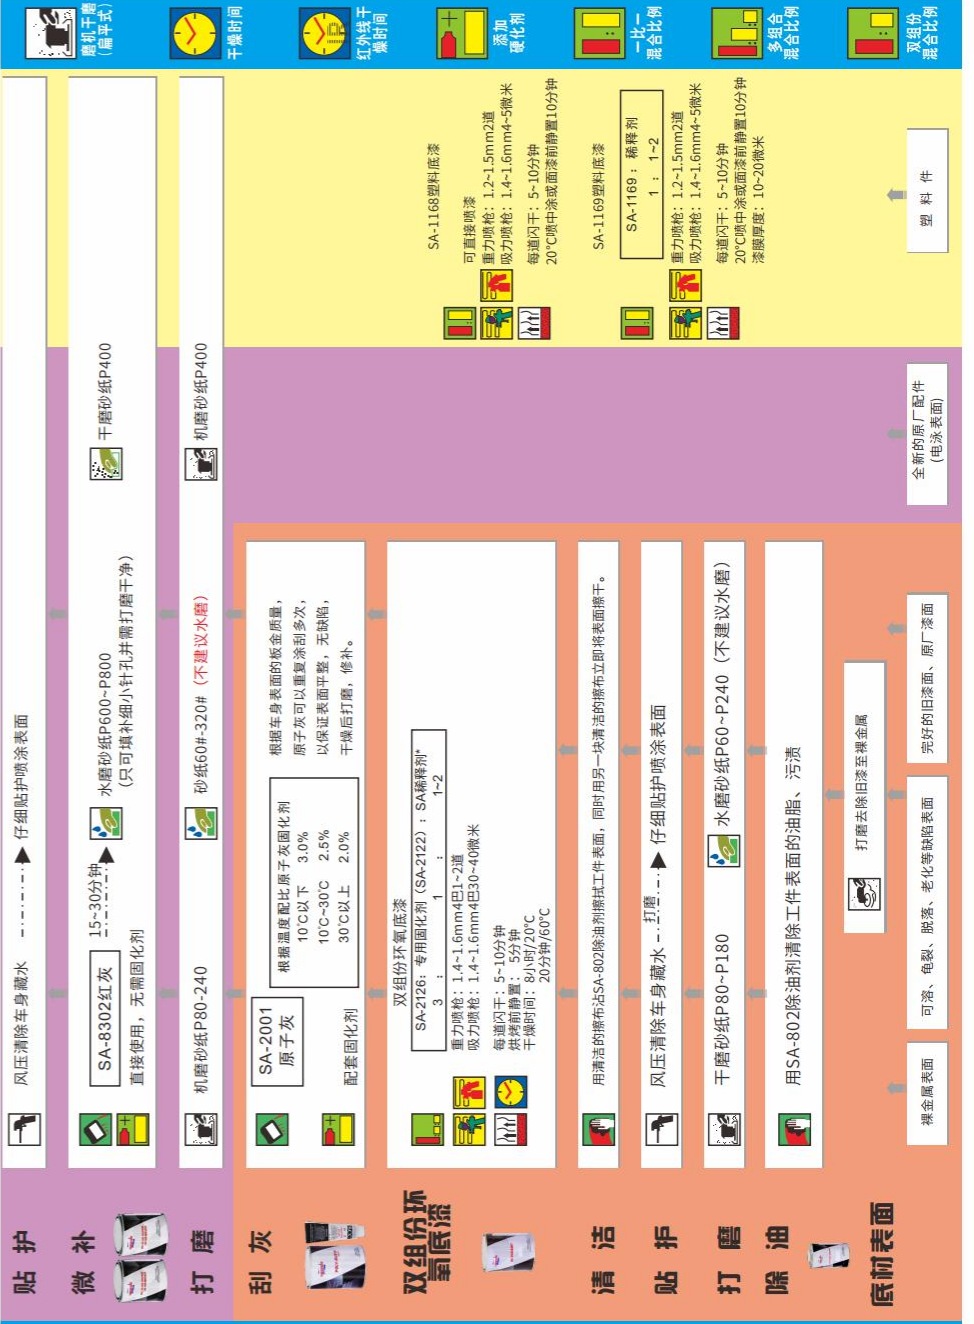 贴 护
风压清除车身藏水
仔细贴护喷涂表面
微 补
SA-8302红灰
直接使用，无需固化剂
15~30分钟
水磨砂纸P600~P800
（只可填补细小针孔并需打磨干净）
干磨砂纸P400
打 磨
机磨砂纸P80-240
砂纸60#-320#（不建议水磨）
机磨砂纸P400
刮 灰
SA-2001
原子灰
配套固化剂
根据温度配比原子灰固化剂
10℃以下 3.0%
10℃~30℃ 2.5%
30℃以上 2.0%
根据车身表面的板金质量，
原子灰可以重复涂刮多次，
以保证表面平整，无缺陷，
干燥后打磨，修补。
双组份环
氧底漆
双组份环氧底漆
SA-2126：专用固化剂（SA-2122）：SA稀释剂*
3 : 1 : 1~2
重力喷枪：1.4~1.6mm4巴1~2道
吸力喷枪：1.4~1.6mm4巴30~40微米
每道闪干：5~10分钟
烘烤前静置： 5分钟
干燥时间：8小时/20℃
20分钟/60℃
清 洁
用清洁的擦布沾SA-802除油剂擦拭工件表面，同时用另一块清洁的擦布立即将表面擦干。
贴 护
风压清除车身藏水
打磨
仔细贴护喷涂表面
打 磨
干磨砂纸P80~P180
水磨砂纸P60~P240（不建议水磨）
除 油
用SA-802除油剂清除工件表面的油脂、污渍
底材表面
打磨去除旧漆至裸金属
裸金属表面
可溶、龟裂、脱落、老化等缺陷表面
完好的旧漆面、原厂漆面
全新的原厂配件
(电泳表面)
塑 料 件
SA-1168塑料底漆
可直接喷漆
重力喷枪：1.2~1.5mm2道
吸力喷枪：1.4~1.6mm4~5微米
每道闪干：5~10分钟
20℃喷中涂或面漆前静置10分钟
SA-1169塑料底漆
SA-1169 : 稀释剂
1 : 1~2
重力喷枪：1.2~1.5mm2道
吸力喷枪：1.4~1.6mm4~5微米
每道闪干：5~10分钟
20℃喷中涂或面漆前静置10分钟
漆膜厚度：10~20微米
磨机干磨
(扁平式)
干燥时间
红外线干
燥时间
添加
硬化剂
一比一
混合比例
多组合
混合比例
双组份
混合比例